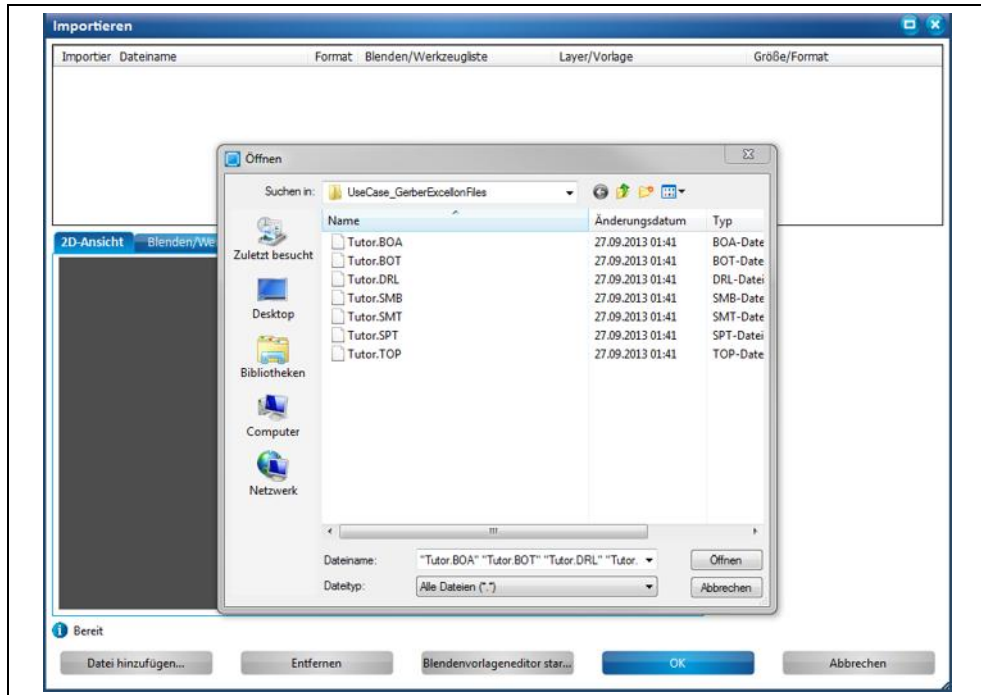 Importieren
Importier Dateiname Format Blenden/Werkzeugliste Layer/Vorlage Größe/Format
Öffnen
Suchen in: UseCase_GerberExcellonFiles
Name Änderungsdatum Typ
Tutor.BOA 27.09.2013 01:41 BOA-Date
Tutor.BOT 27.09.2013 01:41 BOT-Date
Tutor.DRL 27.09.2013 01:41 DRL-Datei
Tutor.SMB 27.09.2013 01:41 SMB-Date
Tutor.SMT 27.09.2013 01:41 SMT-Date
Tutor.SPT 27.09.2013 01:41 SPT-Datei
Tutor.TOP 27.09.2013 01:41 TOP-Date
Zuletzt besucht
Desktop
Bibliotheken
Computer
Netzwerk
Dateiname: "Tutor.BOA" "Tutor.BOT" "Tutor.DRL" "Tutor. Öffnen
Dateityp: Alle Dateien (*.*) Abbrechen
2D-Ansicht Blenden/We
Bereit
Datei hinzufügen... Entfernen Blendenvorlageneditor star... OK Abbrechen